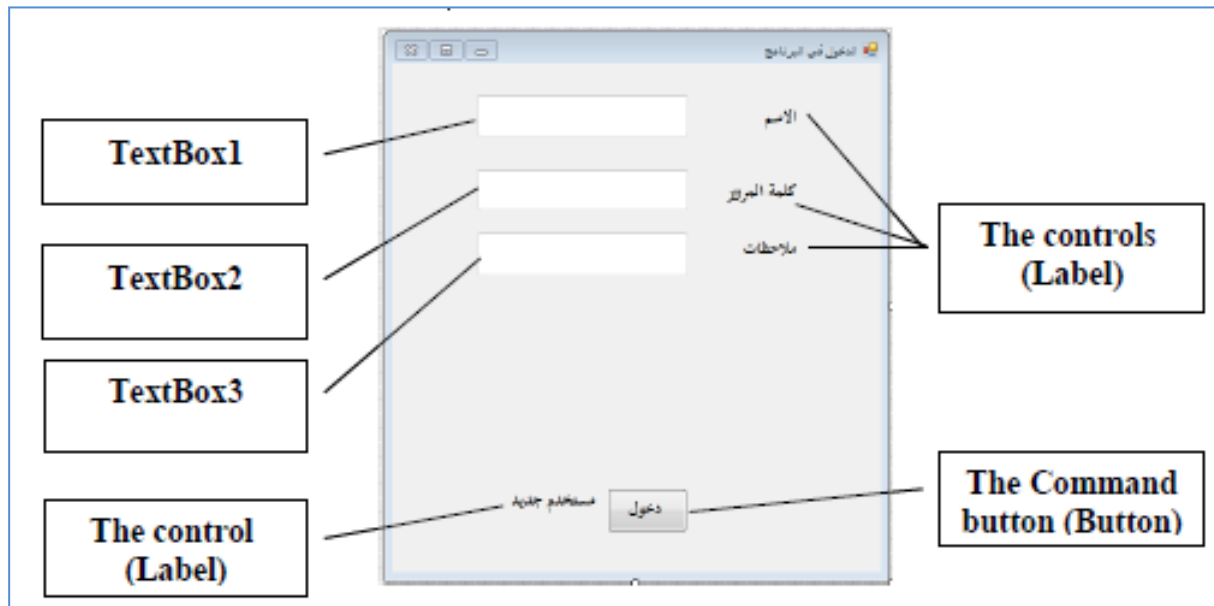 الدخول في البرنامج
الاسم
كلمة المرور
ملاحظات
مستخدم جديد
دخول
TextBox1
TextBox2
TextBox3
The control
(Label)
The controls
(Label)
The Command
button (Button)